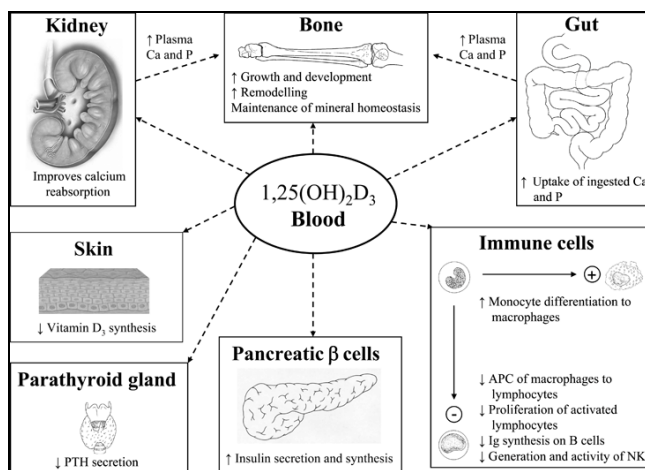 Kidney
Improves calcium
reabsorption
↑ Plasma
Ca and P
Bone
↑ Growth and development
↑ Remodelling
Maintenance of mineral homeostasis
↑ Plasma
Ca and P
Gut
↑ Uptake of ingested Ca
and P
1,25(OH)₂D₃
Blood
Skin
↓ Vitamin D₃ synthesis
Immune cells
+
↑ Monocyte differentiation to
macrophages
↓ APC of macrophages to
lymphocytes
-
↓ Proliferation of activated
lymphocytes
↓ Ig synthesis on B cells
↓ Generation and activity of NK
Parathyroid gland
↓ PTH secretion
Pancreatic β cells
↑ Insulin secretion and synthesis